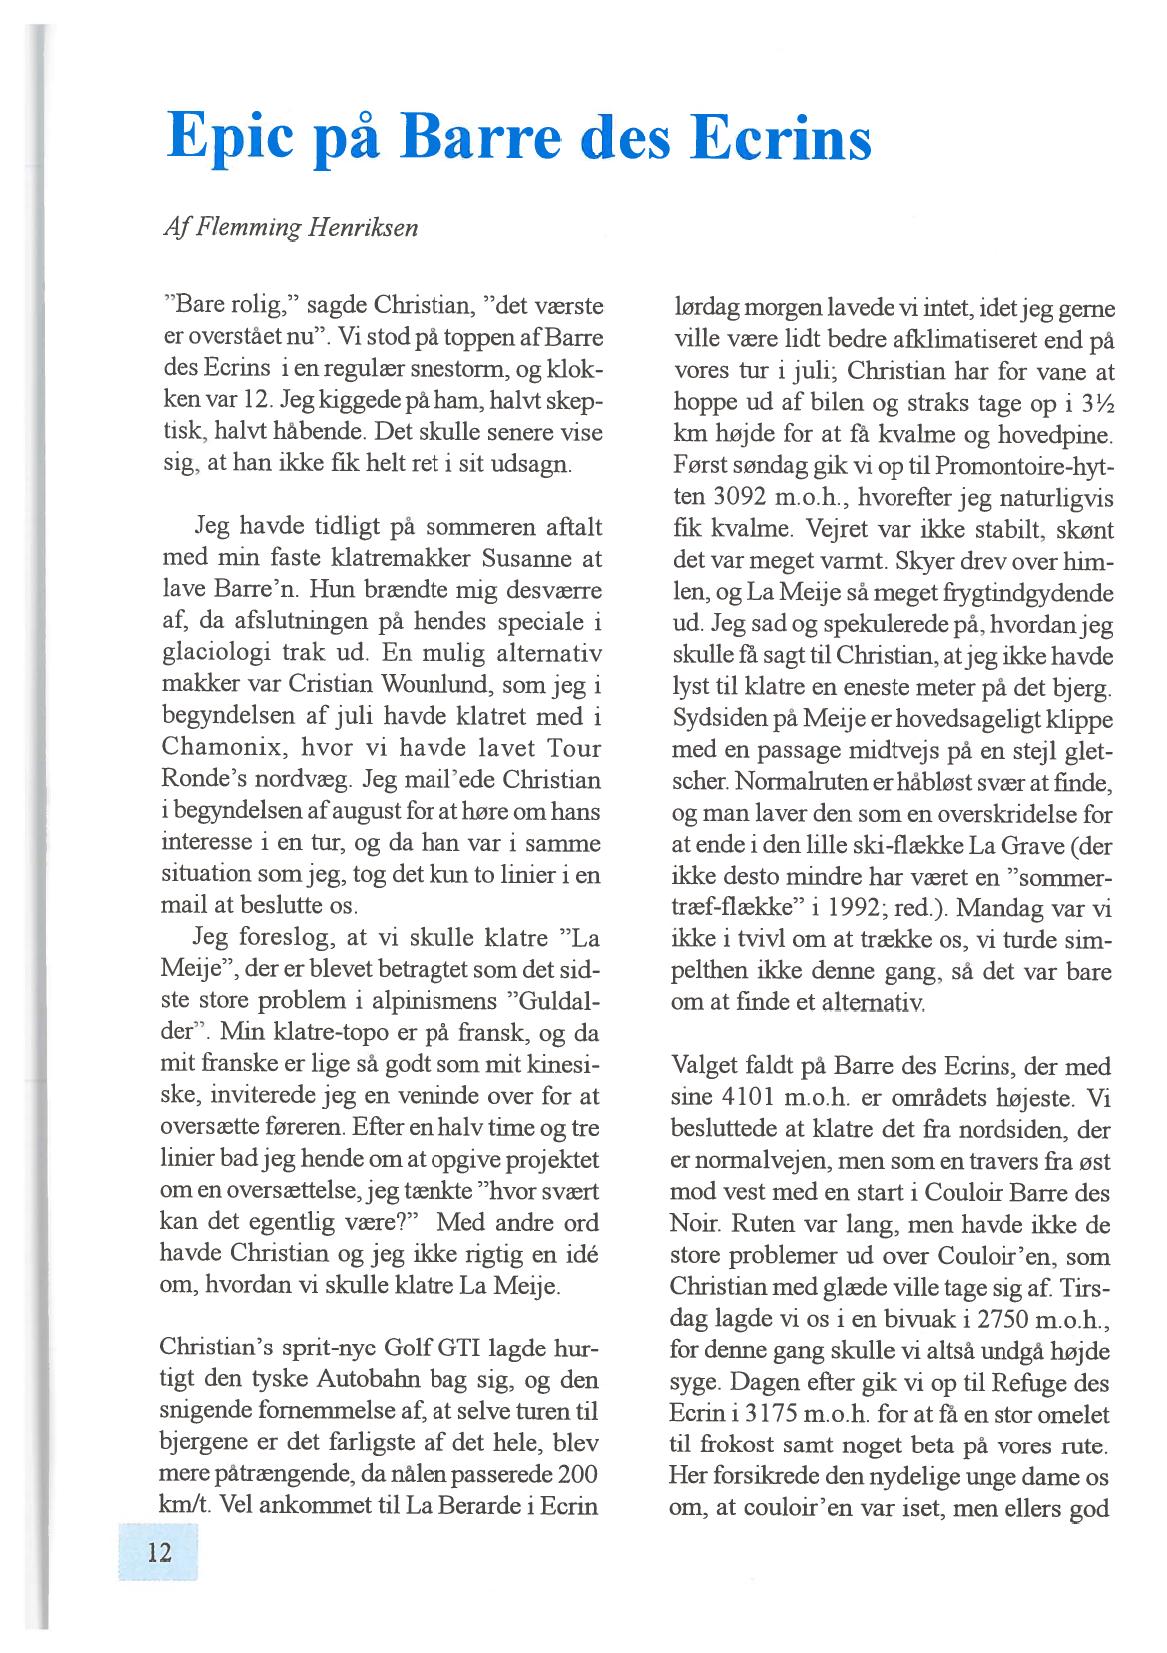 Epic på Barre des Ecrins
Af Flemming Henriksen
”Bare rolig,” sagde Christian, ”det værste
er overstået nu”. Vi stod på toppen af Barre
des Ecrins i en regulær snestorm, og klok-
ken var 12. Jeg kiggede på ham, halvt skep-
tisk, halvt håbende. Det skulle senere vise
sig, at han ikke fik helt ret i sit udsagn.
Jeg havde tidligt på sommeren aftalt
med min faste klatremakker Susanne at
lave Barre’n. Hun brændte mig desværre
af, da afslutningen på hendes speciale i
glaciologi trak ud. En mulig alternativ
makker var Cristian Wounlund, som jeg i
begyndelsen af juli havde klatret med i
Chamonix, hvor vi havde lavet Tour
Ronde’s nordvæg. Jeg mail’ede Christian
i begyndelsen af august for at høre om hans
interesse i en tur, og da han var i samme
situation som jeg, tog det kun to linier i en
mail at beslutte os.
Jeg foreslog, at vi skulle klatre ”La
Meije”, der er blevet betragtet som det sid-
ste store problem i alpinismens ”Guldal-
der”. Min klatre-topo er på fransk, og da
mit franske er lige så godt som mit kinesi-
ske, inviterede jeg en veninde over for at
oversætte føreren. Efter en halv time og tre
linier bad jeg hende om at opgive projektet
om en oversættelse, jeg tænkte ”hvor svært
kan det egentlig være?” Med andre ord
havde Christian og jeg ikke rigtig en idé
om, hvordan vi skulle klatre La Meije.
Christian’s sprit-nye Golf GTI lagde hur-
tigt den tyske Autobahn bag sig, og den
snigende fornemmelse af, at selve turen til
bjergene er det farligste af det hele, blev
mere påtrængende, da nålen passerede 200
km/t. Vel ankommet til La Berarde i Ecrin
lørdag morgen lavede vi intet, idet jeg gerne
ville være lidt bedre afklimatiseret end på
vores tur i juli; Christian har for vane at
hoppe ud af bilen og straks tage op i 3½
km højde for at få kvalme og hovedpine.
Først søndag gik vi op til Promontoire-hyt-
ten 3092 m.o.h., hvorefter jeg naturligvis
fik kvalme. Vejret var ikke stabilt, skønt
det var meget varmt. Skyer drev over him-
len, og La Meije så meget frygtindgydende
ud. Jeg sad og spekulerede på, hvordan jeg
skulle få sagt til Christian, at jeg ikke havde
lyst til klatre en eneste meter på det bjerg.
Sydsiden på Meije er hovedsageligt klippe
med en passage midtvejs på en stejl glet-
scher. Normalruten er håbløst svær at finde,
og man laver den som en overskridelse for
at ende i den lille ski-flække La Grave (der
ikke desto mindre har været en ”sommer-
træf-flække” i 1992; red.). Mandag var vi
ikke i tvivl om at trække os, vi turde sim-
pelthen ikke denne gang, så det var bare
om at finde et alternativ.
Valget faldt på Barre des Ecrins, der med
sine 4101 m.o.h. er områdets højeste. Vi
besluttede at klatre det fra nordsiden, der
er normalvejen, men som en travers fra øst
mod vest med en start i Couloir Barre des
Noir. Ruten var lang, men havde ikke de
store problemer ud over Couloir’en, som
Christian med glæde ville tage sig af. Tirs-
dag lagde vi os i en bivuak i 2750 m.o.h.,
for denne gang skulle vi altså undgå højde
syge. Dagen efter gik vi op til Refuge des
Ecrin i 3175 m.o.h. for at få en stor omelet
til frokost samt noget beta på vores rute.
Her forsikrede den nydelige unge dame os
om, at couloir’en var iset, men ellers god
12